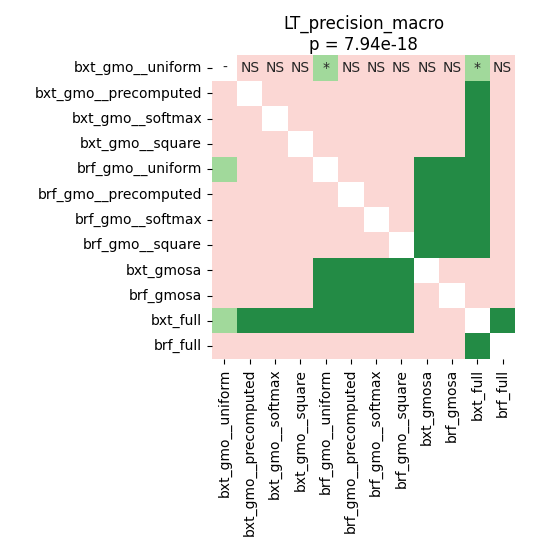 LT_precision_macro
p = 7.94e-18
bxt_gmo__uniform - NS NS NS * NS NS NS NS NS * NS
bxt_gmo__precomputed
bxt_gmo__softmax
bxt_gmo__square
brf_gmo__uniform
brf_gmo__precomputed
brf_gmo__softmax
brf_gmo__square
bxt_gmosa
brf_gmosa
bxt_full
brf_full
bxt_gmo__uniform
bxt_gmo__precomputed
bxt_gmo__softmax
bxt_gmo__square
brf_gmo__uniform
brf_gmo__precomputed
brf_gmo__softmax
brf_gmo__square
bxt_gmosa
brf_gmosa
bxt_full
brf_full